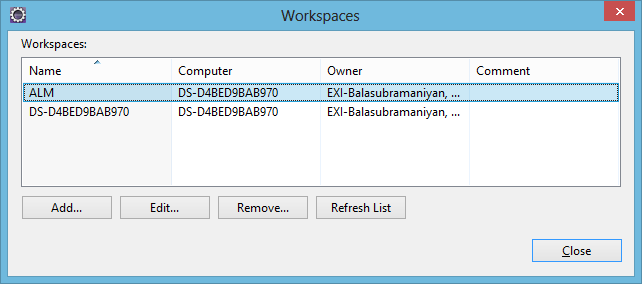 Workspaces
Workspaces:
Name Computer Owner Comment
ALM DS-D4BED9BAB970 EXI-Balasubramaniyan, ...
DS-D4BED9BAB970 DS-D4BED9BAB970 EXI-Balasubramaniyan, ...
Add... Edit... Remove... Refresh List
Close